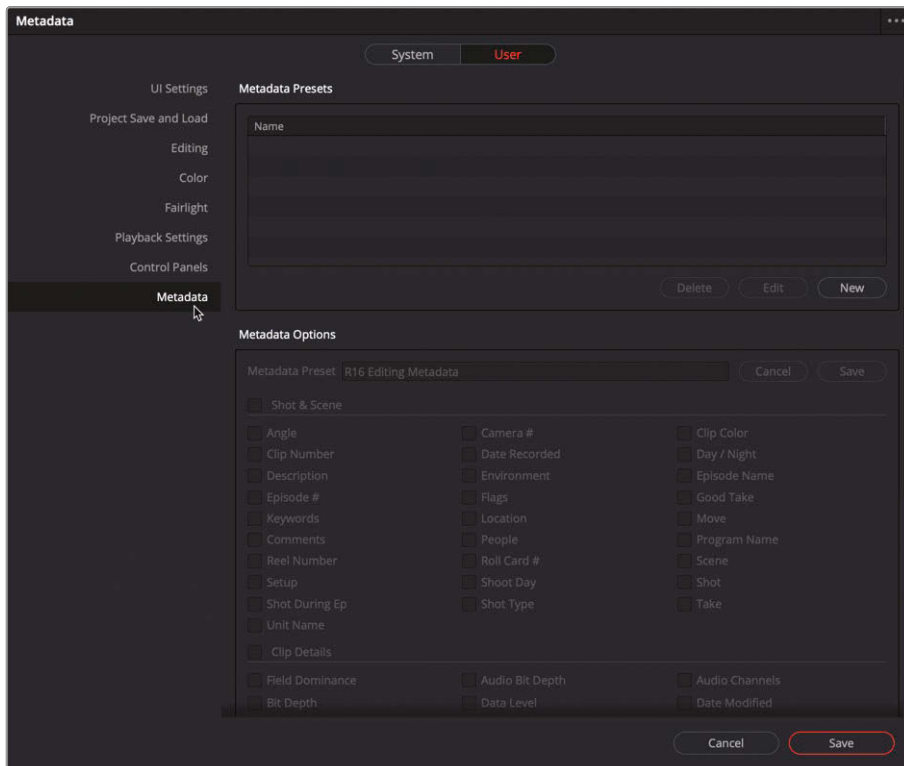 Metadata
System User
UI Settings
Project Save and Load
Editing
Color
Fairlight
Playback Settings
Control Panels
Metadata
Metadata Presets
Name
Delete Edit New
Metadata Options
Metadata Preset R16 Editing Metadata Cancel Save
Shot & Scene
Angle Camera # Clip Color
Clip Number Date Recorded Day / Night
Description Environment Episode Name
Episode # Flags Good Take
Keywords Location Move
Comments People Program Name
Reel Number Roll Card # Scene
Setup Shoot Day Shot
Shot During Ep Shot Type Take
Unit Name
Clip Details
Field Dominance Audio Bit Depth Audio Channels
Bit Depth Data Level Date Modified
Cancel Save